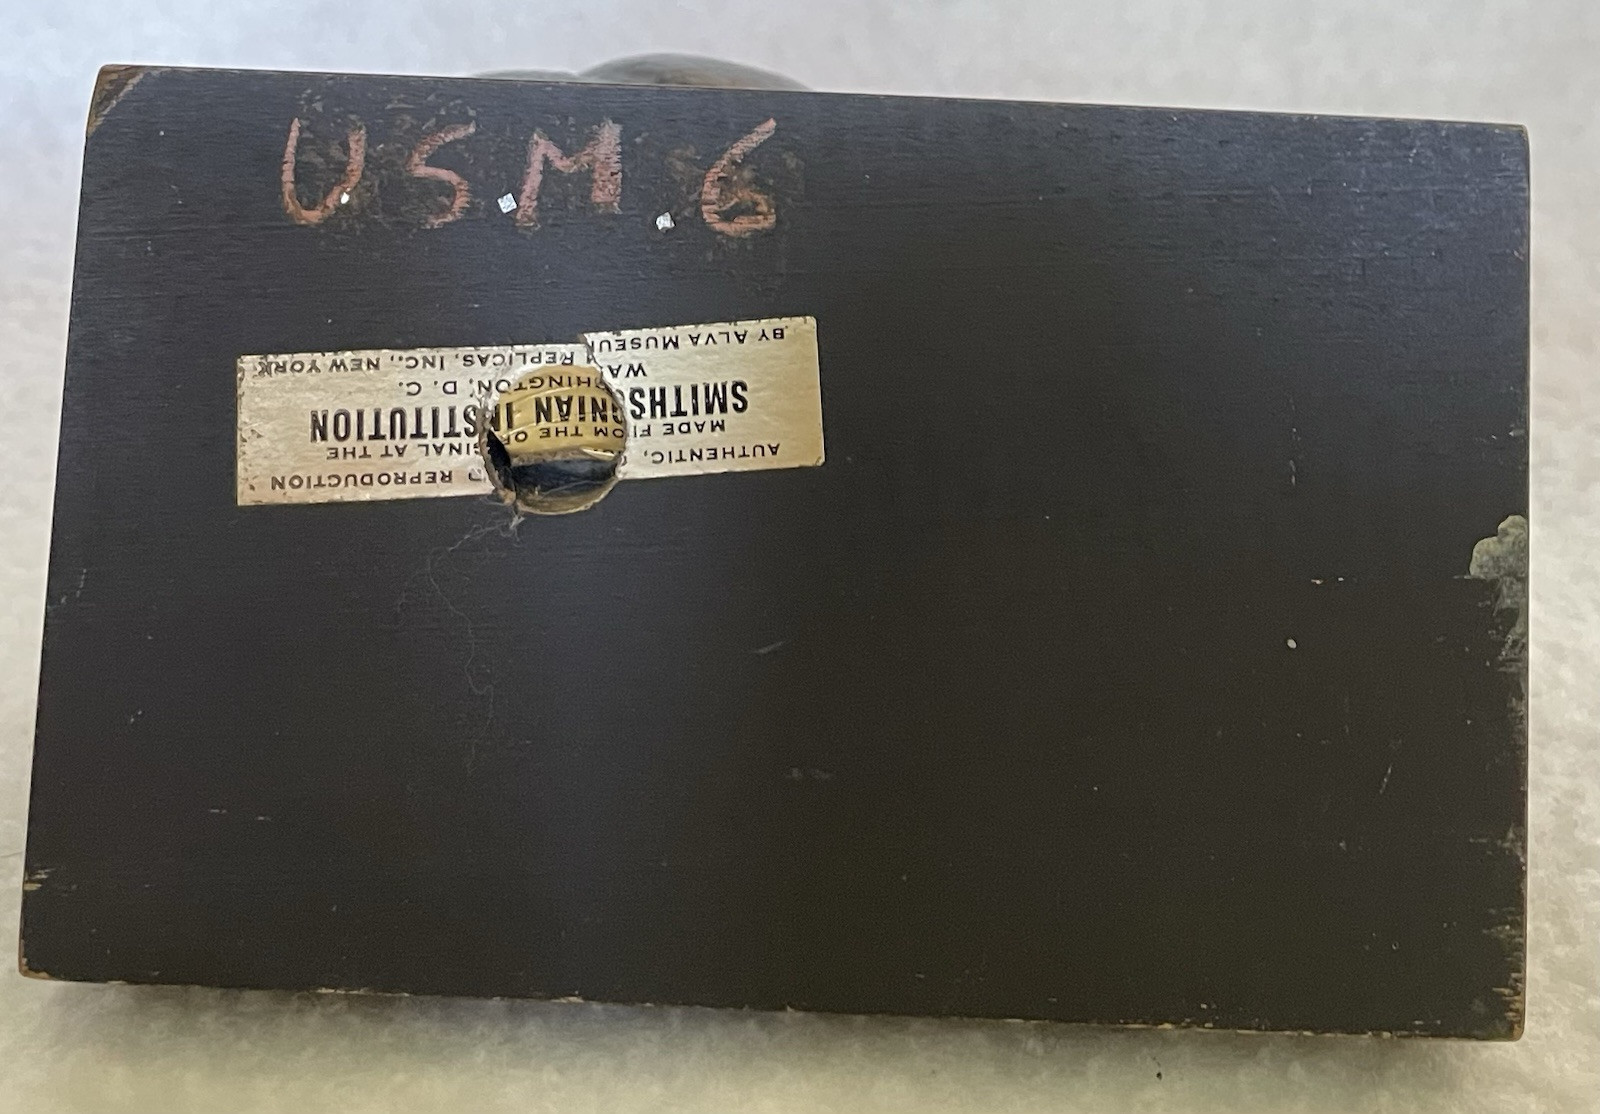 U.S.M.6
AUTHENTIC, REPRODUCTION
MADE FROM THE ORIGINAL AT THE
SMITHSONIAN INSTITUTION
WASHINGTON, D. C.
BY ALVA MUSEUM REPLICAS, INC., NEW YORK